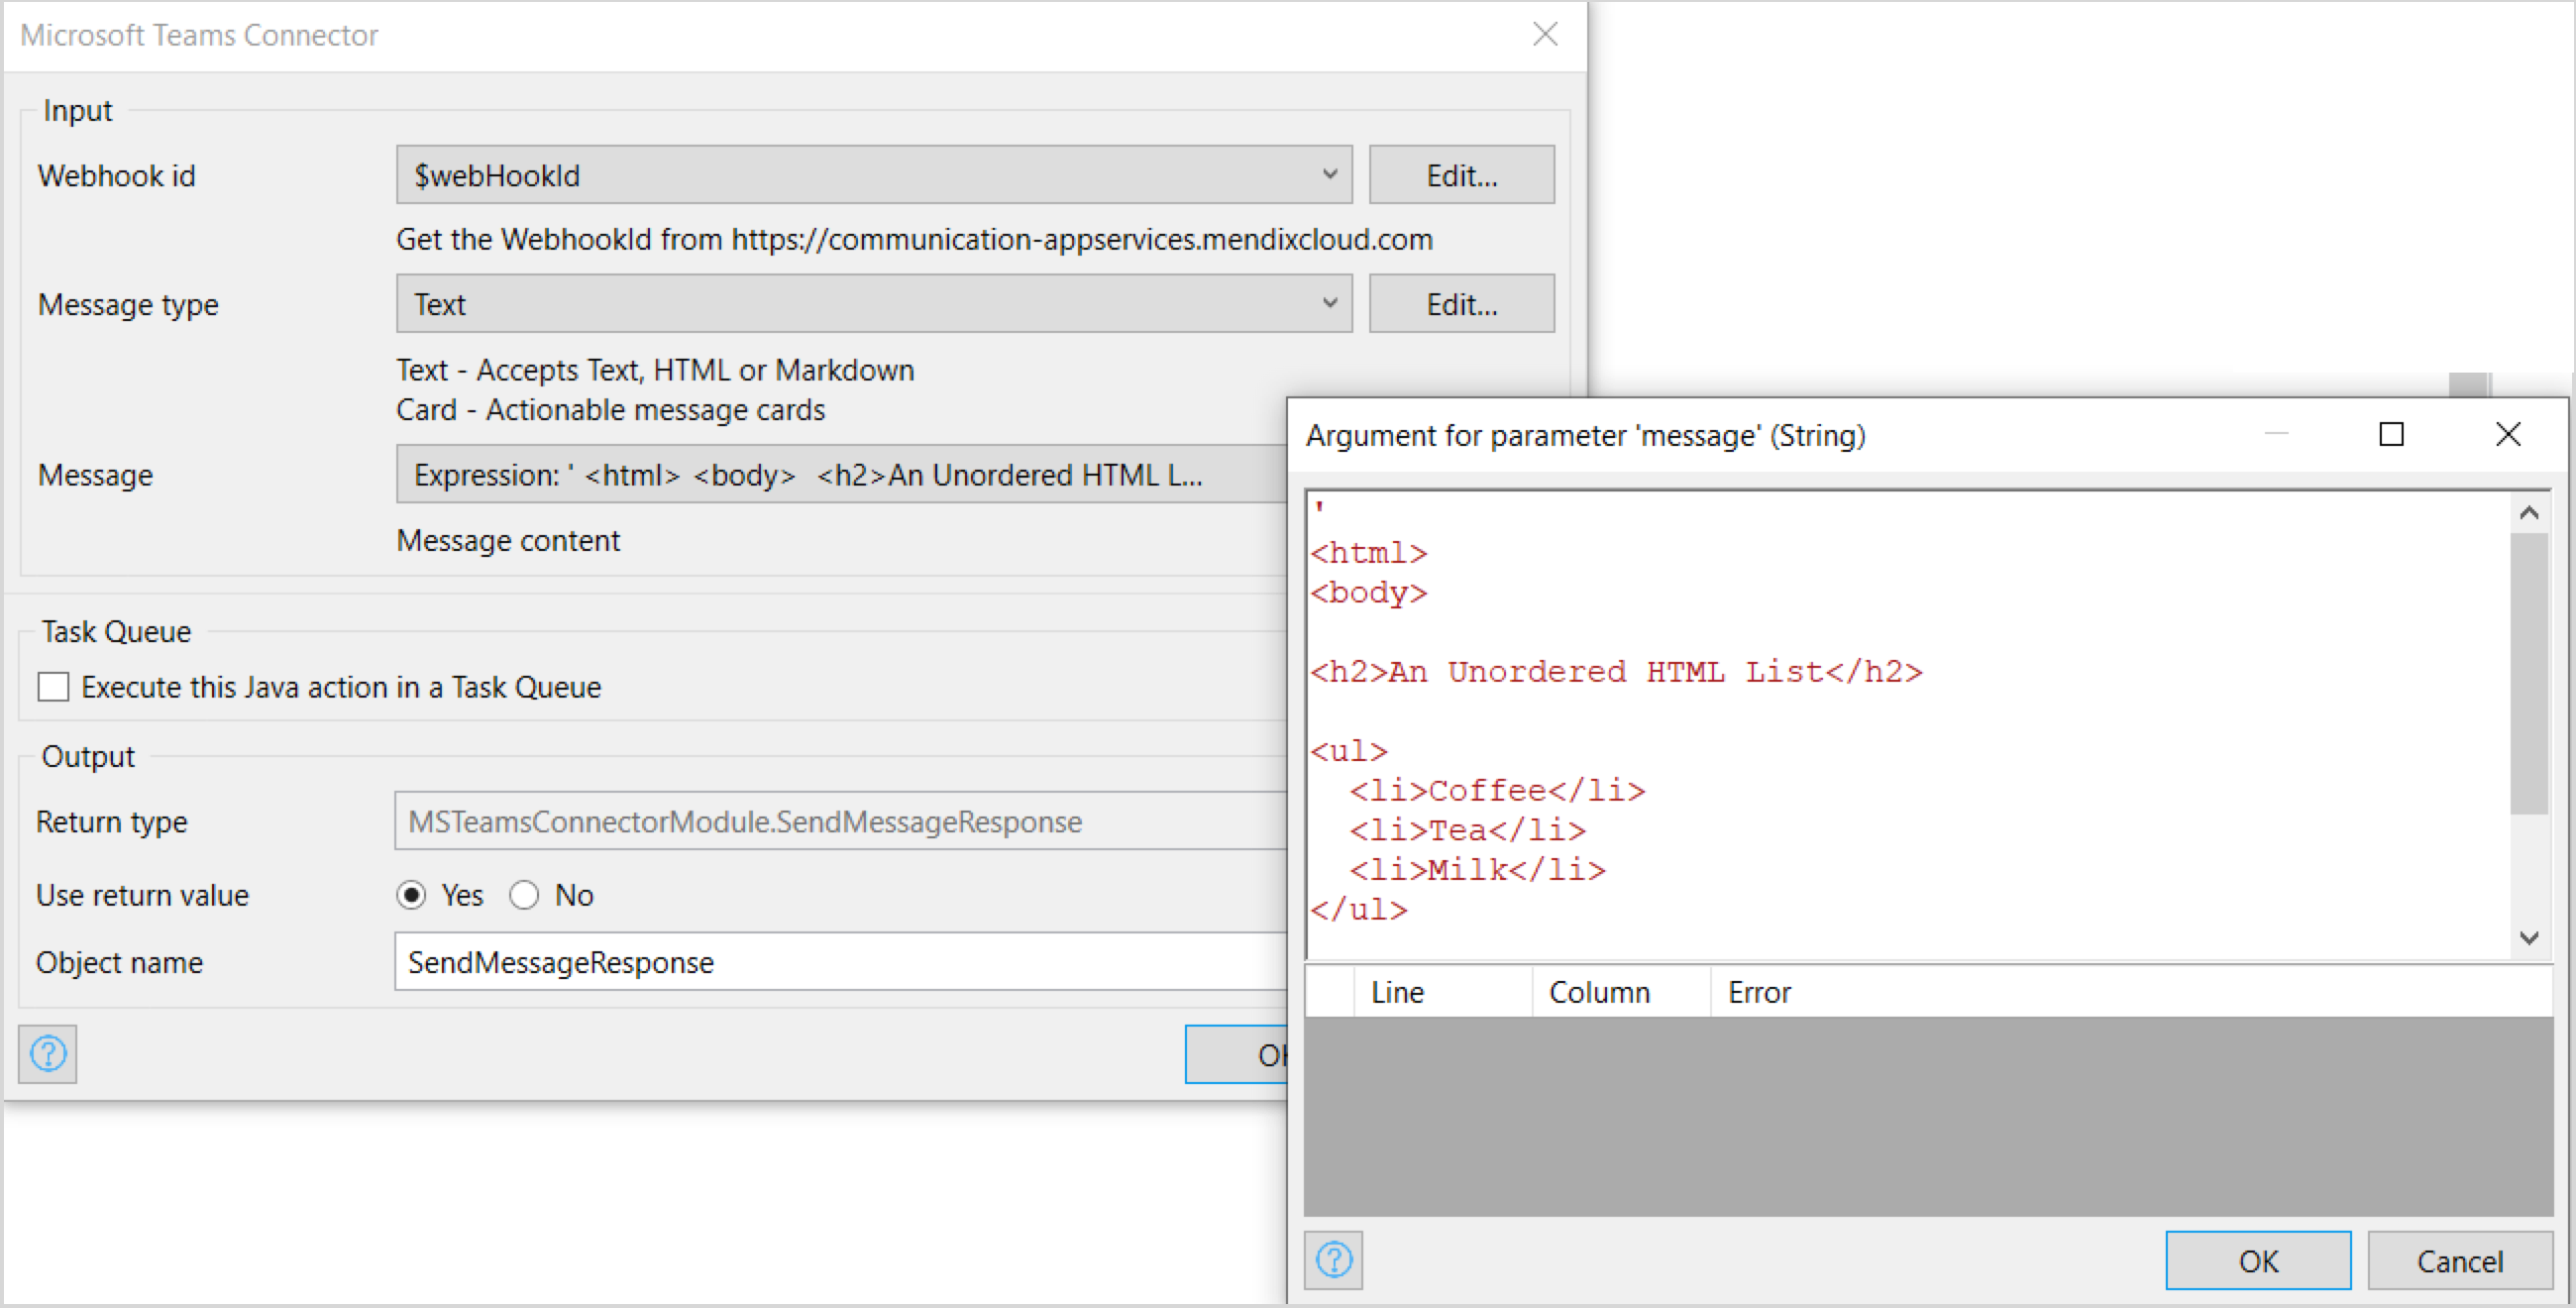 Microsoft Teams Connector
Input
Webhook id
$webHookId
Edit...
Get the WebhookId from https://communication-appservices.mendixcloud.com
Message type
Text
Edit...
Text - Accepts Text, HTML or Markdown
Card - Actionable message cards
Message
Expression: ' <html> <body>  <h2>An Unordered HTML L...
Message content
Task Queue
Execute this Java action in a Task Queue
Output
Return type
MSTeamsConnectorModule.SendMessageResponse
Use return value
Yes
No
Object name
SendMessageResponse
?
Argument for parameter 'message' (String)
'
<html>
<body>
<h2>An Unordered HTML List</h2>
<ul>
  <li>Coffee</li>
  <li>Tea</li>
  <li>Milk</li>
</ul>
Line
Column
Error
?
OK
Cancel